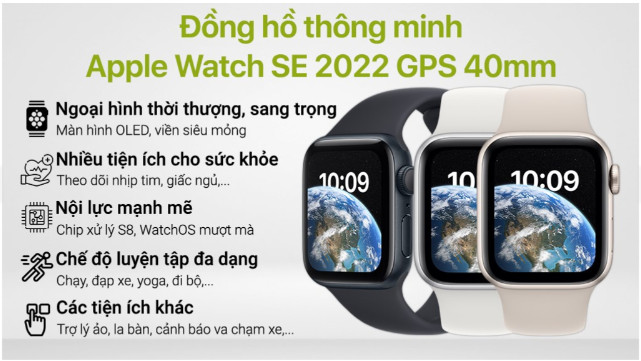 Đồng hồ thông minh
Apple Watch SE 2022 GPS 40mm
Ngoại hình thời thượng, sang trọng
Màn hình OLED, viền siêu mỏng
Nhiều tiện ích cho sức khỏe
Theo dõi nhịp tim, giấc ngủ,...
Nội lực mạnh mẽ
Chip xử lý S8, WatchOS mượt mà
Chế độ luyện tập đa dạng
Chạy, đạp xe, yoga, đi bộ,...
Các tiện ích khác
Trợ lý ảo, la bàn, cảnh báo va chạm xe,...
10:09
10:09
10:09